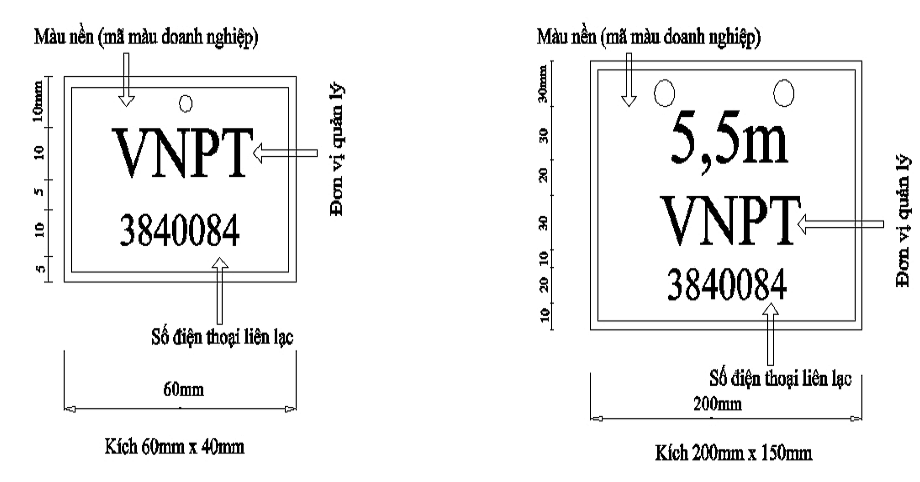 Màu nền (mã màu doanh nghiệp)
10mm
10
5
10
5
VNPT
3840084
Đơn vị quản lý
Số điện thoại liên lạc
60mm
Kích 60mm x 40mm
Màu nền (mã màu doanh nghiệp)
30mm
30
20
30
10
20
10
5,5m
VNPT
3840084
Đơn vị quản lý
Số điện thoại liên lạc
200mm
Kích 200mm x 150mm